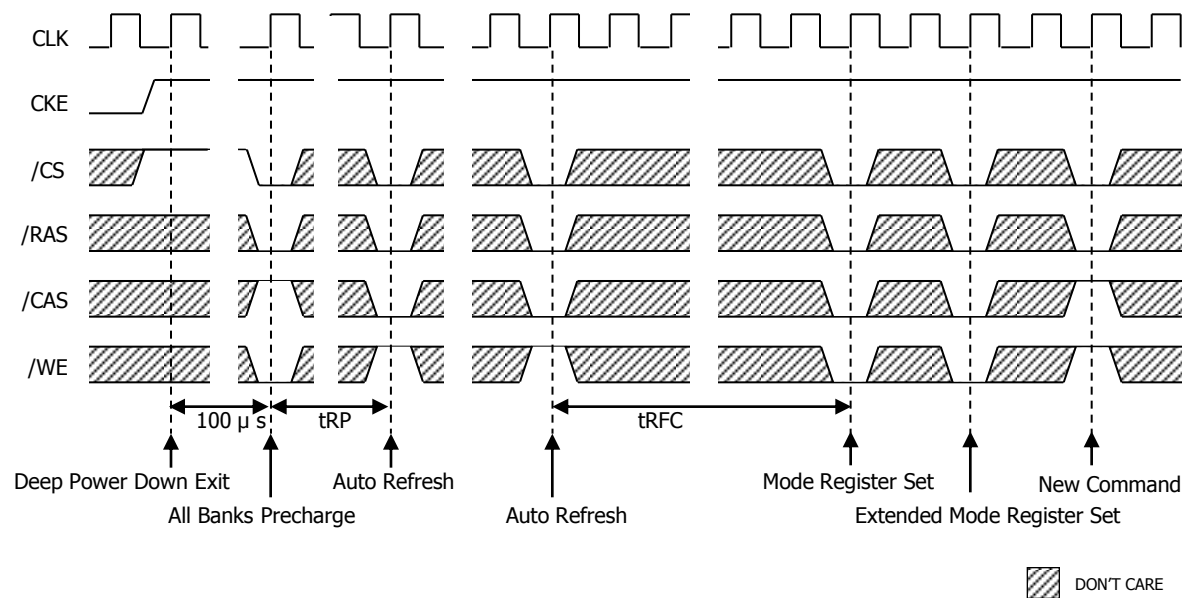 CLK
CKE
/CS
/RAS
/CAS
/WE
100 μ s
tRP
tRFC
Deep Power Down Exit
Auto Refresh
Mode Register Set
New Command
All Banks Precharge
Auto Refresh
Extended Mode Register Set
DON'T CARE